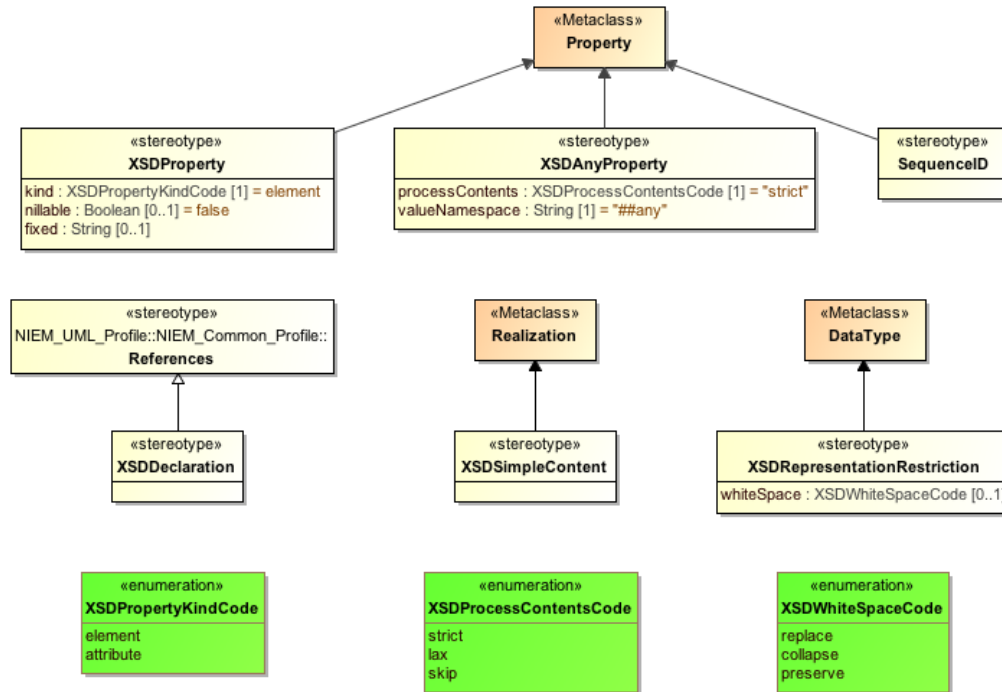 «Metaclass»
Property
«stereotype»
XSDProperty
kind : XSDPropertyKindCode [1] = element
nillable : Boolean [0..1] = false
fixed : String [0..1]
«stereotype»
XSDAnyProperty
processContents : XSDProcessContentsCode [1] = "strict"
valueNamespace : String [1] = "##any"
«stereotype»
SequenceID
«stereotype»
NIEM_UML_Profile::NIEM_Common_Profile::
References
«Metaclass»
Realization
«Metaclass»
DataType
«stereotype»
XSDDeclaration
«stereotype»
XSDSimpleContent
«stereotype»
XSDRepresentationRestriction
whiteSpace : XSDWhiteSpaceCode [0..1]
«enumeration»
XSDPropertyKindCode
element
attribute
«enumeration»
XSDProcessContentsCode
strict
lax
skip
«enumeration»
XSDWhiteSpaceCode
replace
collapse
preserve